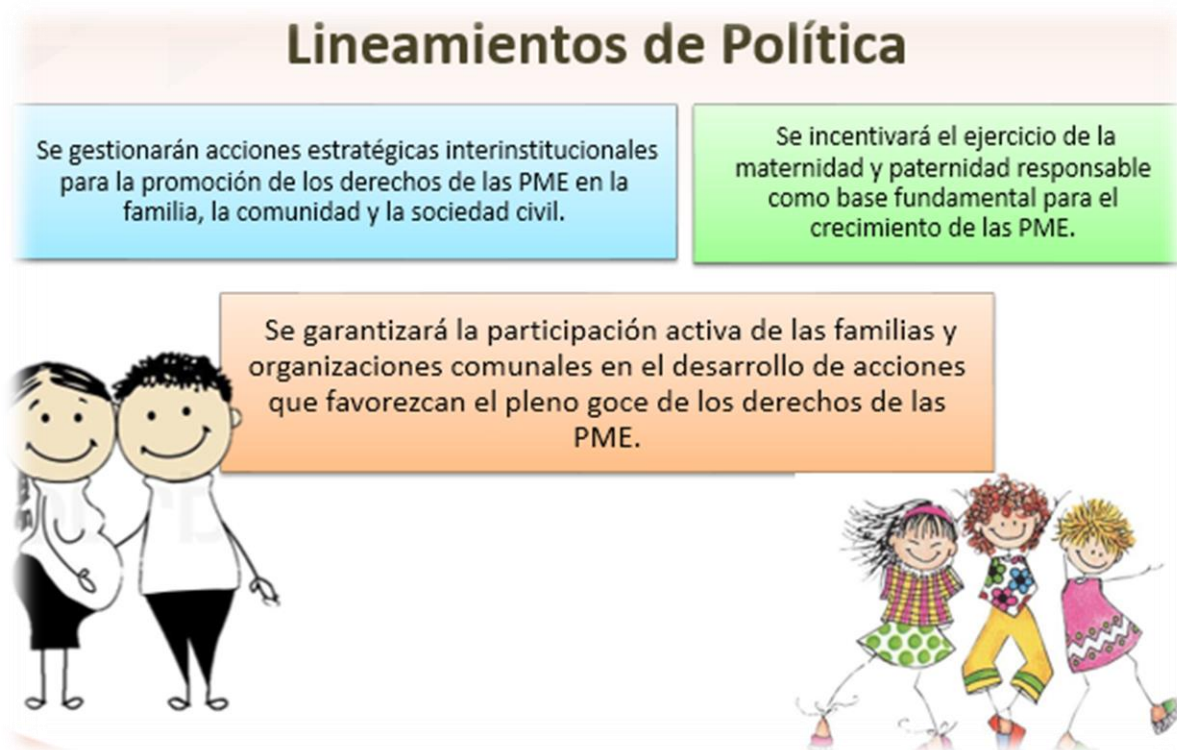 Lineamientos de Política
Se gestionarán acciones estratégicas interinstitucionales
para la promoción de los derechos de las PME en la
familia, la comunidad y la sociedad civil.
Se incentivará el ejercicio de la
maternidad y paternidad responsable
como base fundamental para el
crecimiento de las PME.
Se garantizará la participación activa de las familias y
organizaciones comunales en el desarrollo de acciones
que favorezcan el pleno goce de los derechos de las
PME.